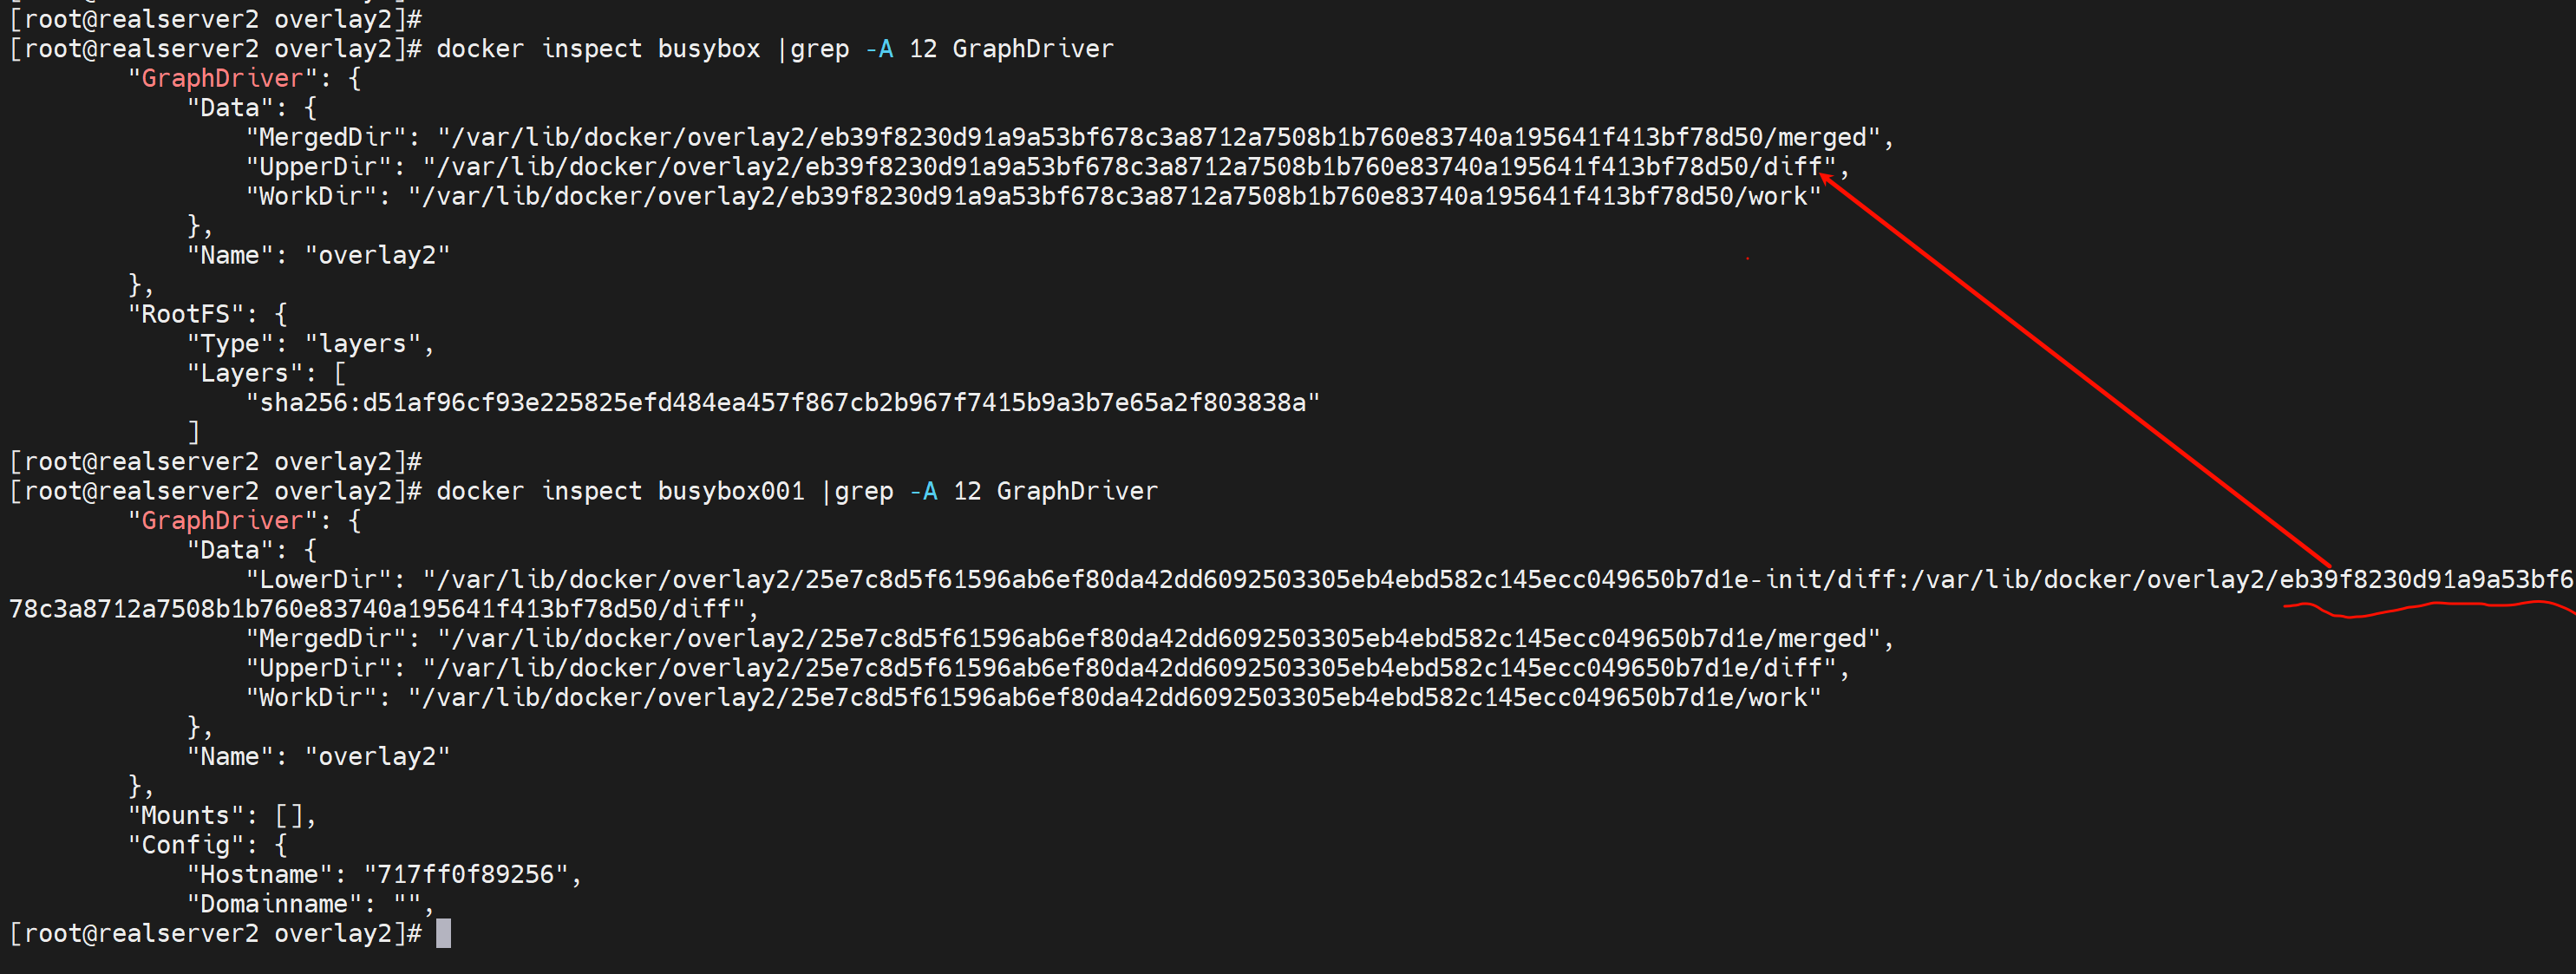 [root@realserver2 overlay2]#
[root@realserver2 overlay2]# docker inspect busybox |grep -A 12 GraphDriver
        "GraphDriver": {
            "Data": {
                "MergedDir": "/var/lib/docker/overlay2/eb39f8230d91a9a53bf678c3a8712a7508b1b760e83740a195641f413bf78d50/merged",
                "UpperDir": "/var/lib/docker/overlay2/eb39f8230d91a9a53bf678c3a8712a7508b1b760e83740a195641f413bf78d50/diff",
                "WorkDir": "/var/lib/docker/overlay2/eb39f8230d91a9a53bf678c3a8712a7508b1b760e83740a195641f413bf78d50/work"
            },
            "Name": "overlay2"
        },
        "RootFS": {
            "Type": "layers",
            "Layers": [
                "sha256:d51af96cf93e225825efd484ea457f867cb2b967f7415b9a3b7e65a2f803838a"
            ]
[root@realserver2 overlay2]#
[root@realserver2 overlay2]# docker inspect busybox001 |grep -A 12 GraphDriver
        "GraphDriver": {
            "Data": {
                "LowerDir": "/var/lib/docker/overlay2/25e7c8d5f61596ab6ef80da42dd6092503305eb4ebd582c145ecc049650b7d1e-init/diff:/var/lib/docker/overlay2/eb39f8230d91a9a53bf6
78c3a8712a7508b1b760e83740a195641f413bf78d50/diff",
                "MergedDir": "/var/lib/docker/overlay2/25e7c8d5f61596ab6ef80da42dd6092503305eb4ebd582c145ecc049650b7d1e/merged",
                "UpperDir": "/var/lib/docker/overlay2/25e7c8d5f61596ab6ef80da42dd6092503305eb4ebd582c145ecc049650b7d1e/diff",
                "WorkDir": "/var/lib/docker/overlay2/25e7c8d5f61596ab6ef80da42dd6092503305eb4ebd582c145ecc049650b7d1e/work"
            },
            "Name": "overlay2"
        },
        "Mounts": [],
        "Config": {
            "Hostname": "717ff0f89256",
            "Domainname": "",
[root@realserver2 overlay2]#